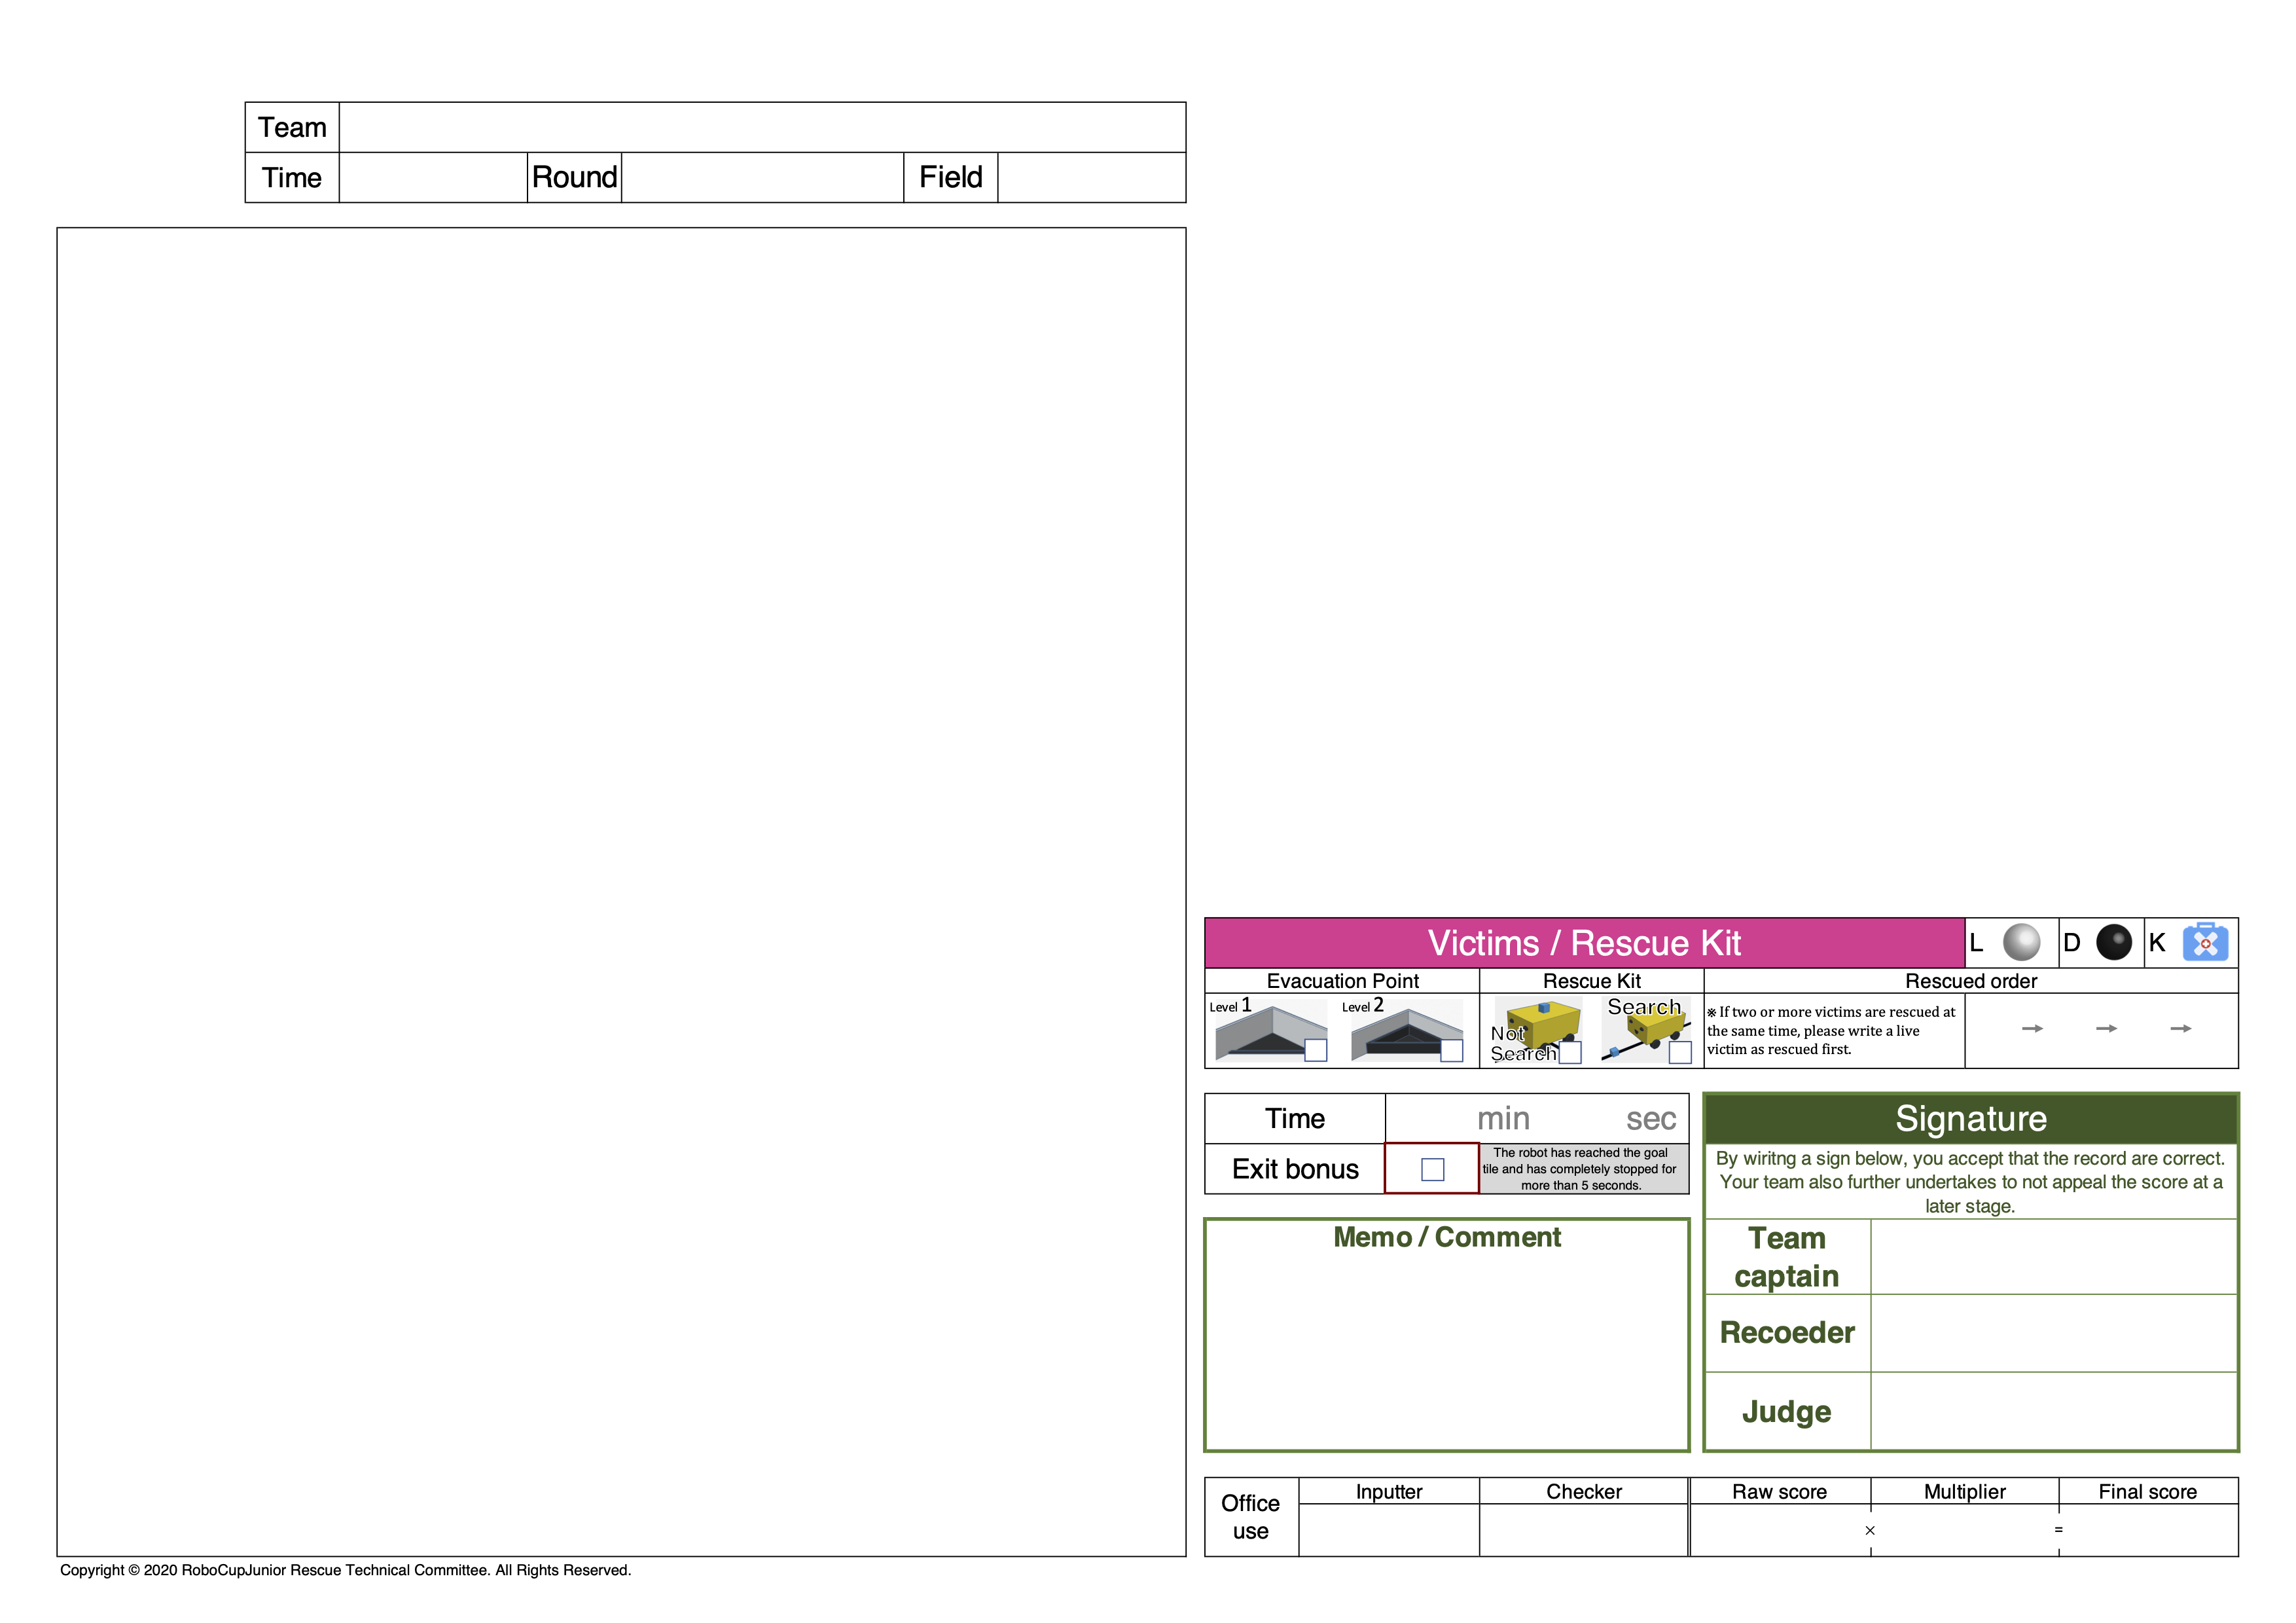 Team
Time Round Field
Victims / Rescue Kit L D K
Evacuation Point Rescue Kit Rescued order
Level 1 Level 2 Not Search Search
※ If two or more victims are rescued at
the same time, please write a live
victim as rescued first.
→ → →
Time min sec
Exit bonus
The robot has reached the goal
tile and has completely stopped for
more than 5 seconds.
Signature
By wiritng a sign below, you accept that the record are correct.
Your team also further undertakes to not appeal the score at a
later stage.
Team
captain
Recoeder
Judge
Memo / Comment
Office
use
Inputter Checker Raw score Multiplier Final score
× =
Copyright © 2020 RoboCupJunior Rescue Technical Committee. All Rights Reserved.